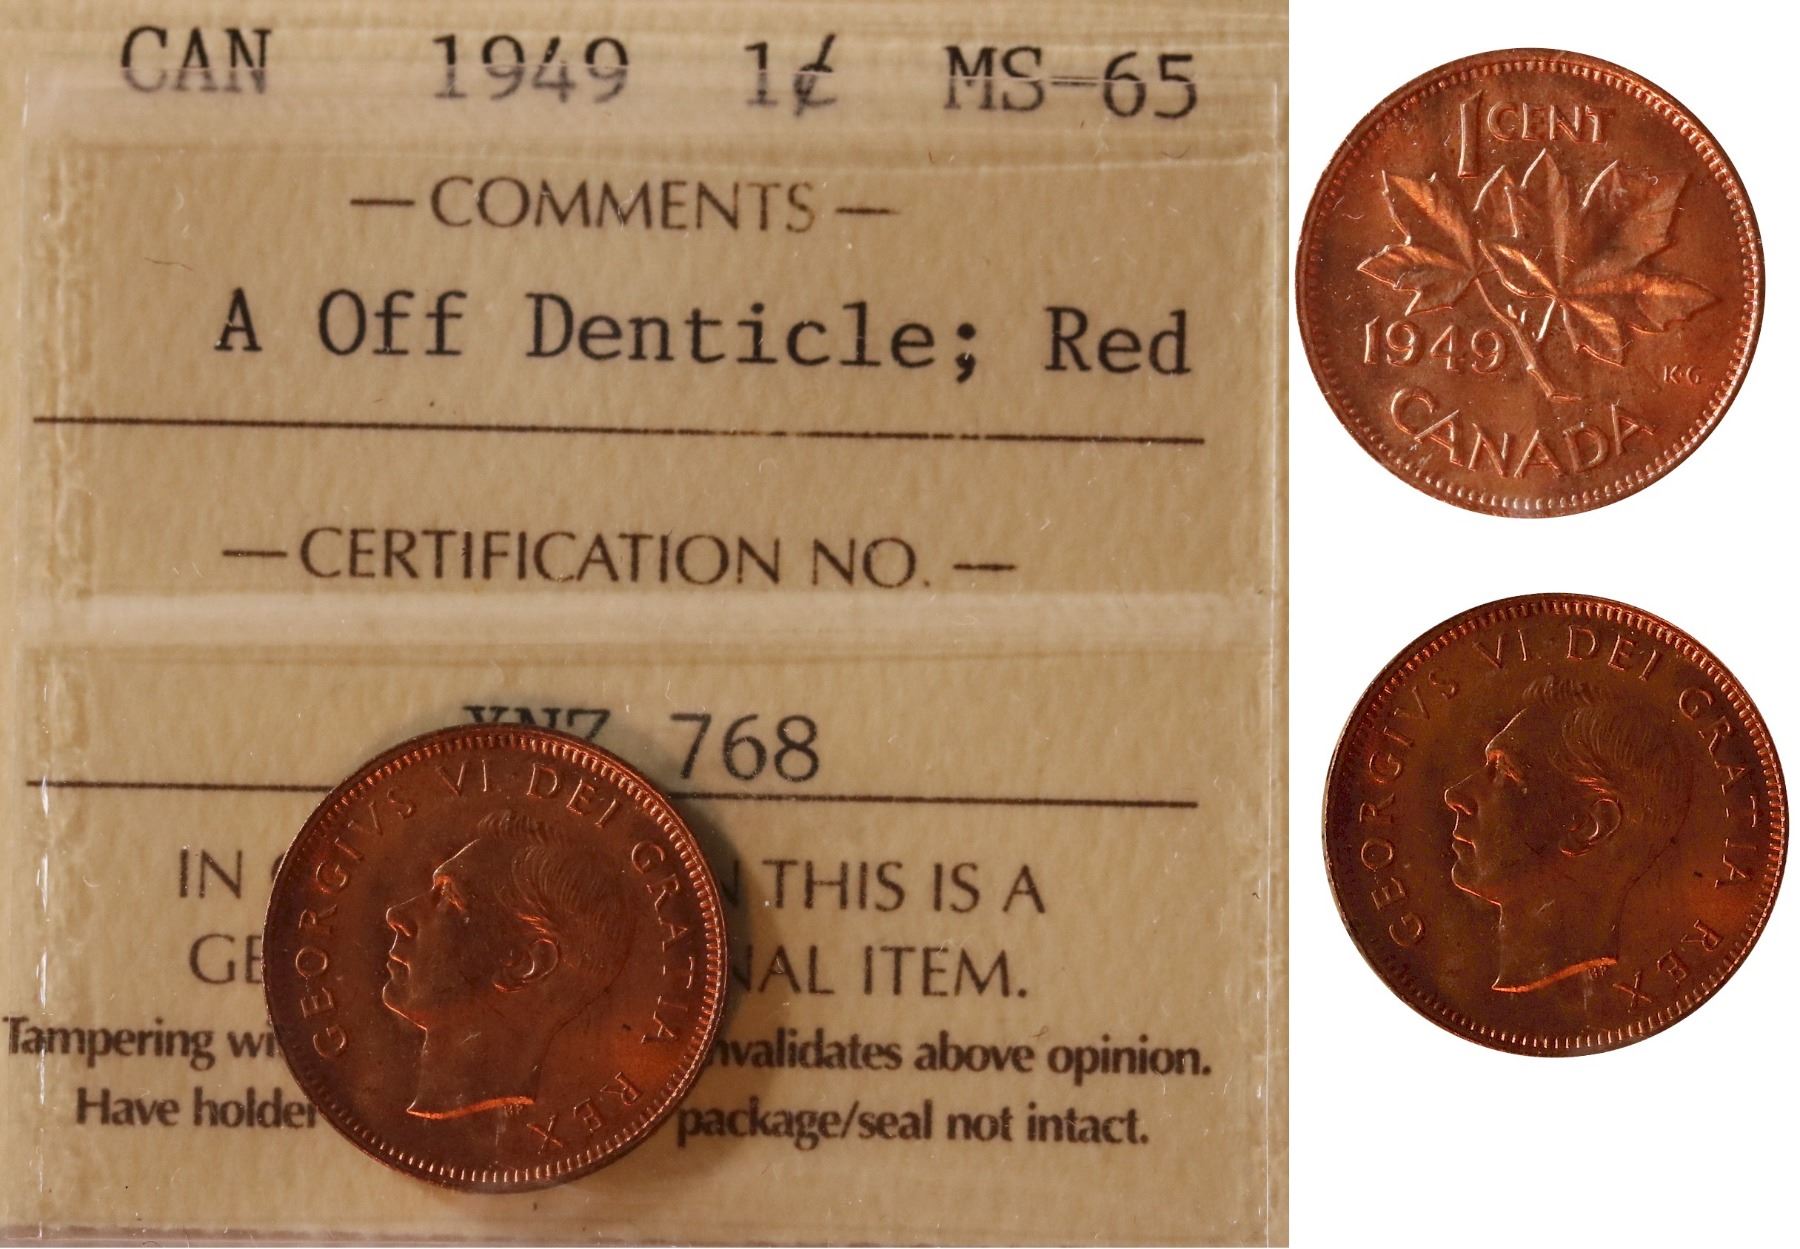 CAN 1949 1¢ MS-65
— COMMENTS —
A Off Denticle; Red
— CERTIFICATION NO. —
XNZ 768
IN THIS IS A
GE NAL ITEM.
Tampering wi nvalidates above opinion.
Have holder package/seal not intact.
GEORGIVS VI DEI GRATIA REX
1 CENT
1949
K·G
CANADA
GEORGIVS VI DEI GRATIA REX